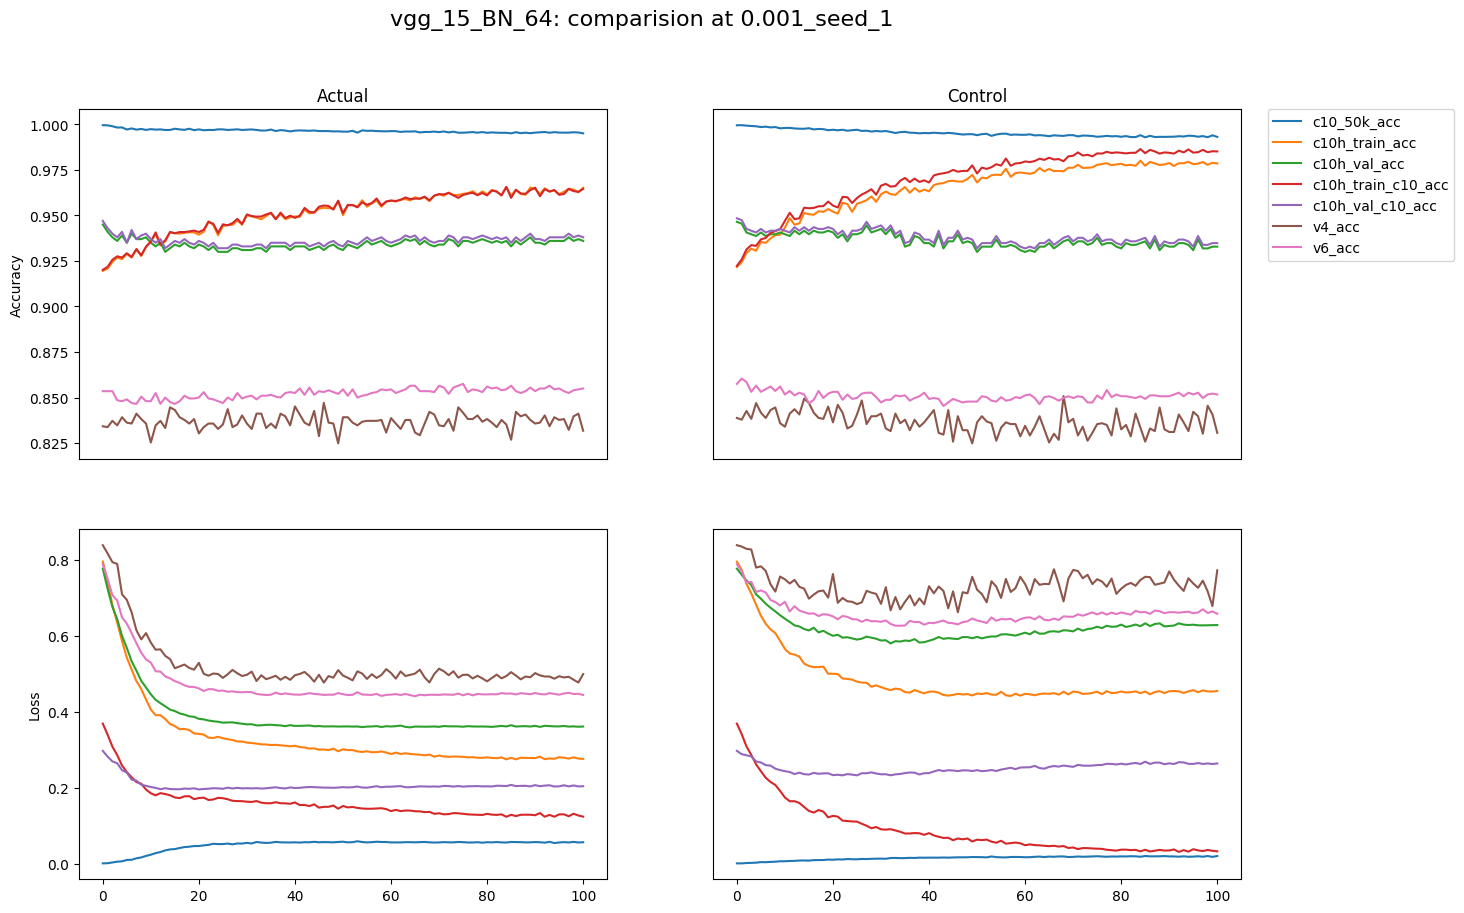 vgg_15_BN_64: comparision at 0.001_seed_1
Actual
Control
1.000
0.975
0.950
0.925
0.900
0.875
0.850
0.825
Accuracy
c10_50k_acc
c10h_train_acc
c10h_val_acc
c10h_train_c10_acc
c10h_val_c10_acc
v4_acc
v6_acc
0.8
0.6
0.4
0.2
0.0
Loss
0 20 40 60 80 100
0 20 40 60 80 100